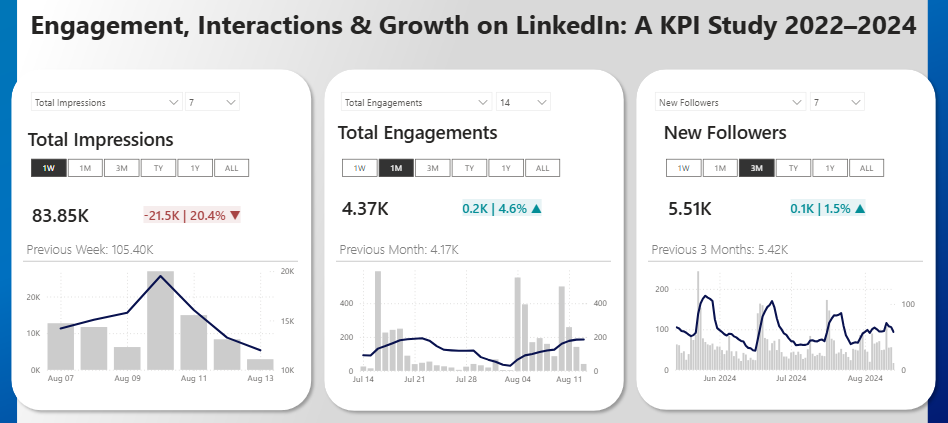 Engagement, Interactions & Growth on LinkedIn: A KPI Study 2022–2024
Total Impressions 7
Total Impressions
1W 1M 3M TY 1Y ALL
83.85K -21.5K | 20.4% ▼
Previous Week: 105.40K
20K 10K 0K
20K 15K 10K
Aug 07 Aug 09 Aug 11 Aug 13
Total Engagements 14
Total Engagements
1W 1M 3M TY 1Y ALL
4.37K 0.2K | 4.6% ▲
Previous Month: 4.17K
400 200 0
400 200 0
Jul 14 Jul 21 Jul 28 Aug 04 Aug 11
New Followers 7
New Followers
1W 1M 3M TY 1Y ALL
5.51K 0.1K | 1.5% ▲
Previous 3 Months: 5.42K
200 100 0
100 0
Jun 2024 Jul 2024 Aug 2024